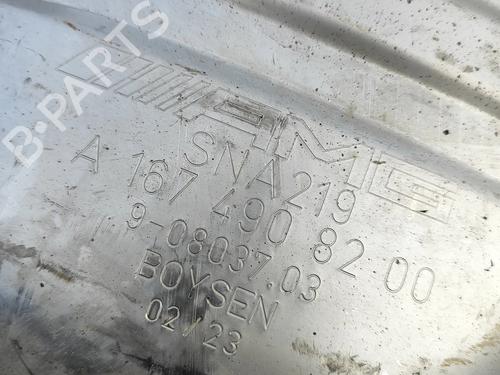 B-PARTS
AMG
SNA219
A 167 490 82 00
9-08037.03
BOYSEN
02/23